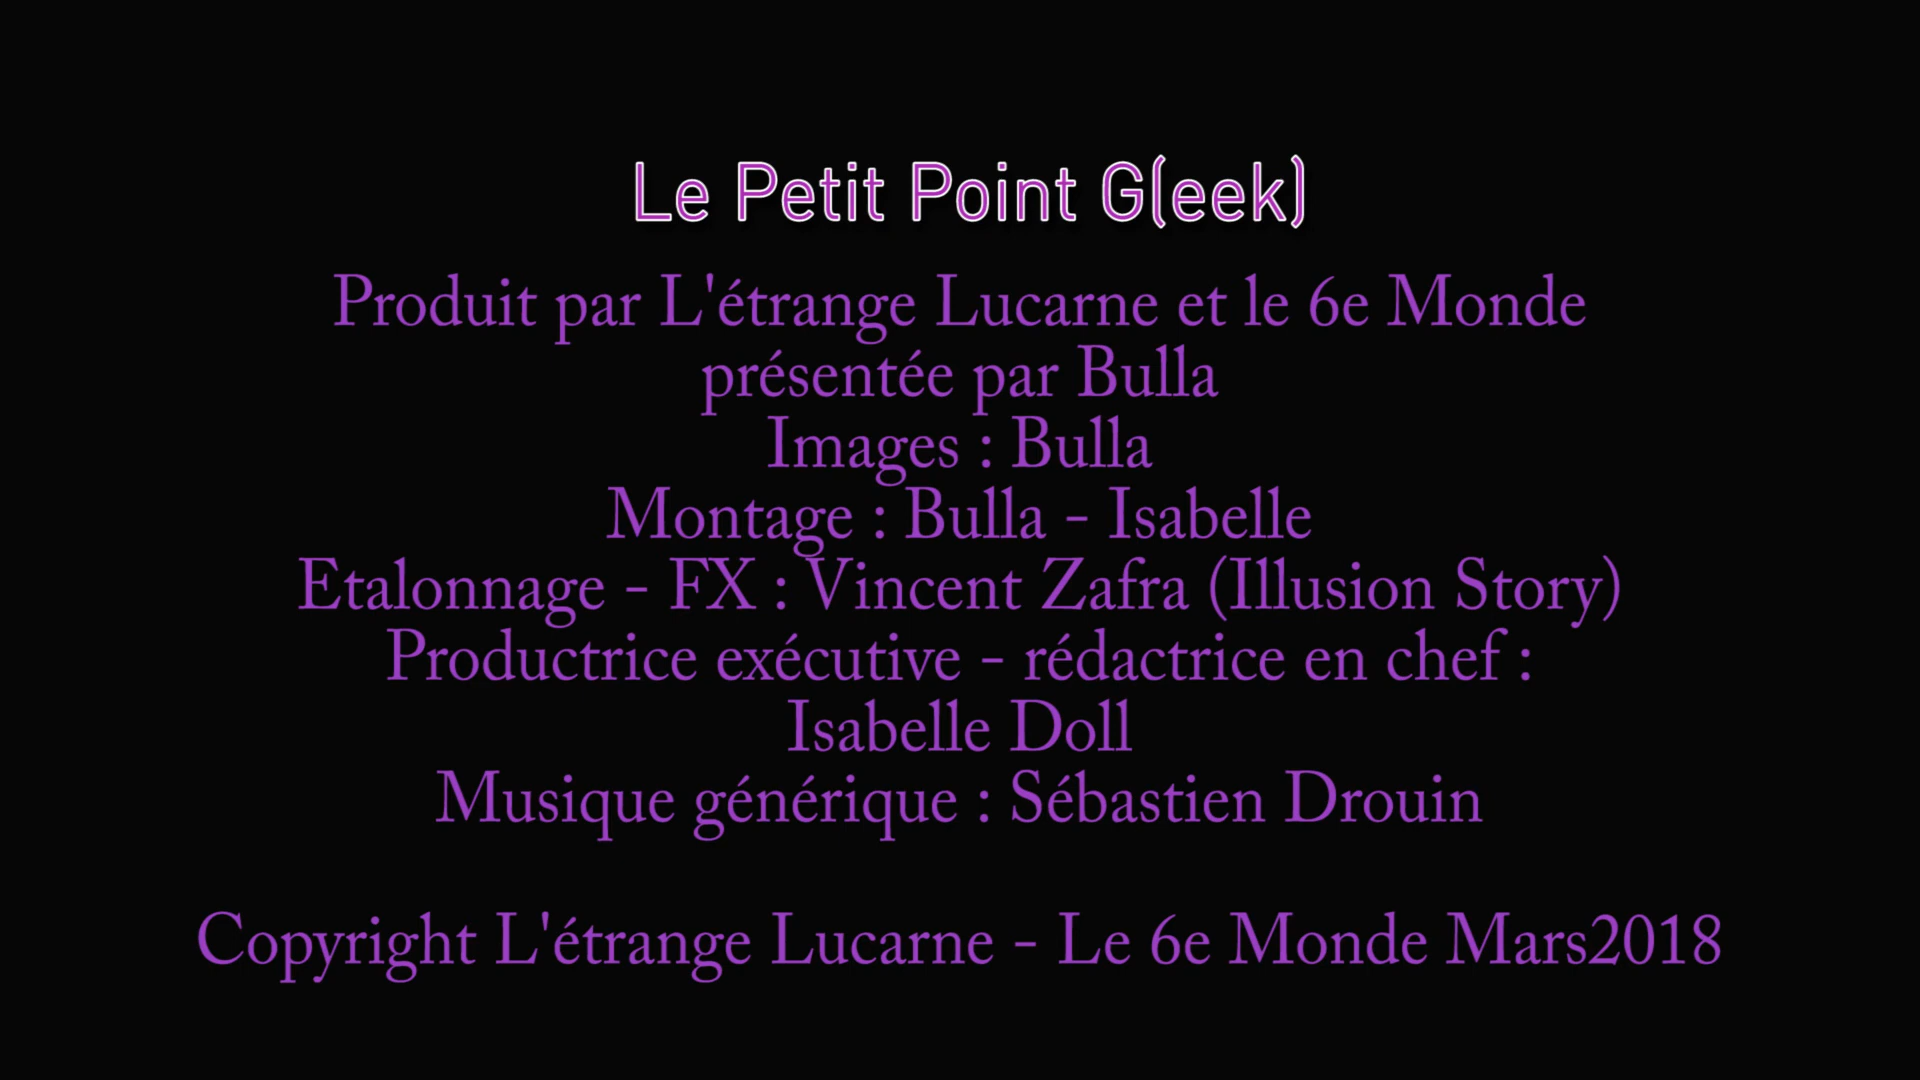 Le Petit Point G(eek)
Produit par L'étrange Lucarne et le 6e Monde
présentée par Bulla
Images : Bulla
Montage : Bulla - Isabelle
Etalonnage - FX : Vincent Zafra (Illusion Story)
Productrice exécutive - rédactrice en chef :
Isabelle Doll
Musique générique : Sébastien Drouin
Copyright L'étrange Lucarne - Le 6e Monde Mars2018